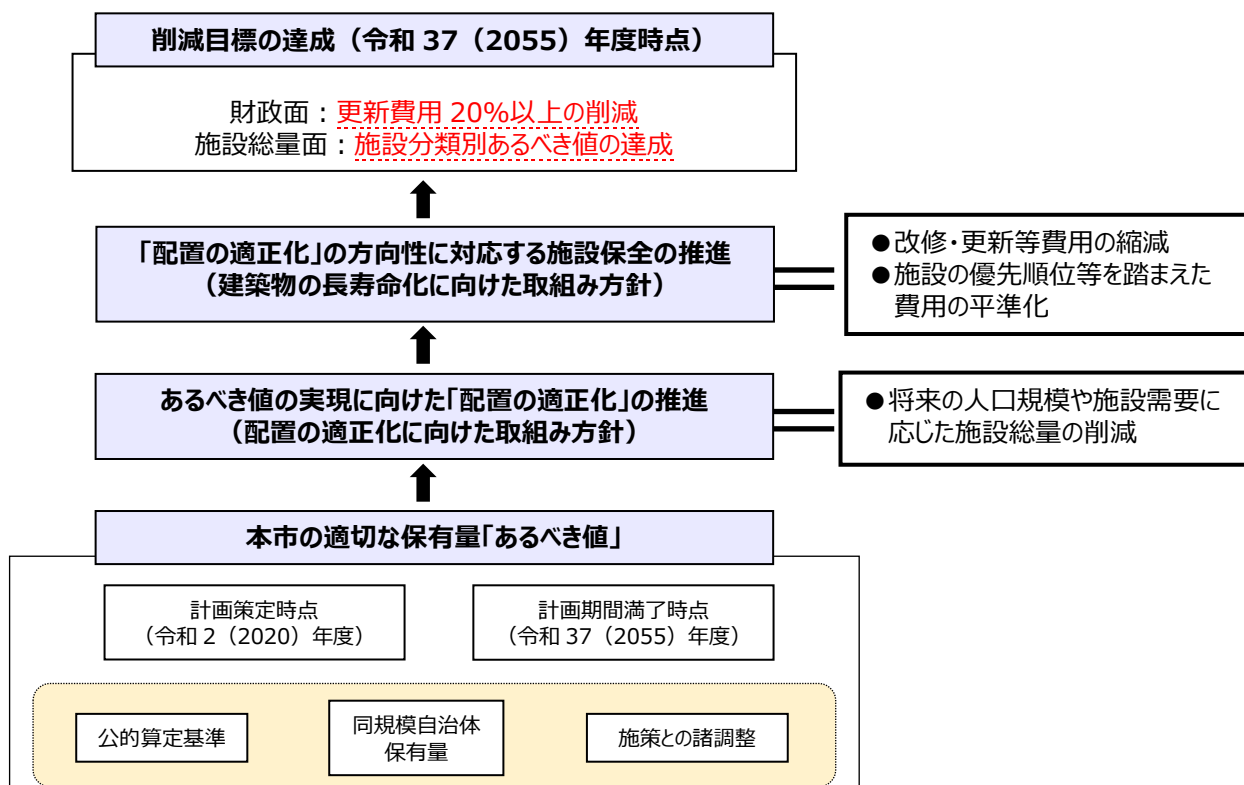 削減目標の達成（令和 37（2055）年度時点）
財政面：更新費用 20％以上の削減
施設総量面：施設分類別あるべき値の達成
「配置の適正化」の方向性に対応する施設保全の推進
（建築物の長寿命化に向けた取組み方針）
●改修・更新等費用の縮減
●施設の優先順位等を踏まえた
費用の平準化
あるべき値の実現に向けた「配置の適正化」の推進
（配置の適正化に向けた取組み方針）
●将来の人口規模や施設需要に
応じた施設総量の削減
本市の適切な保有量「あるべき値」
計画策定時点
（令和 2（2020）年度）
計画期間満了時点
（令和 37（2055）年度）
公的算定基準
同規模自治体
保有量
施策との諸調整